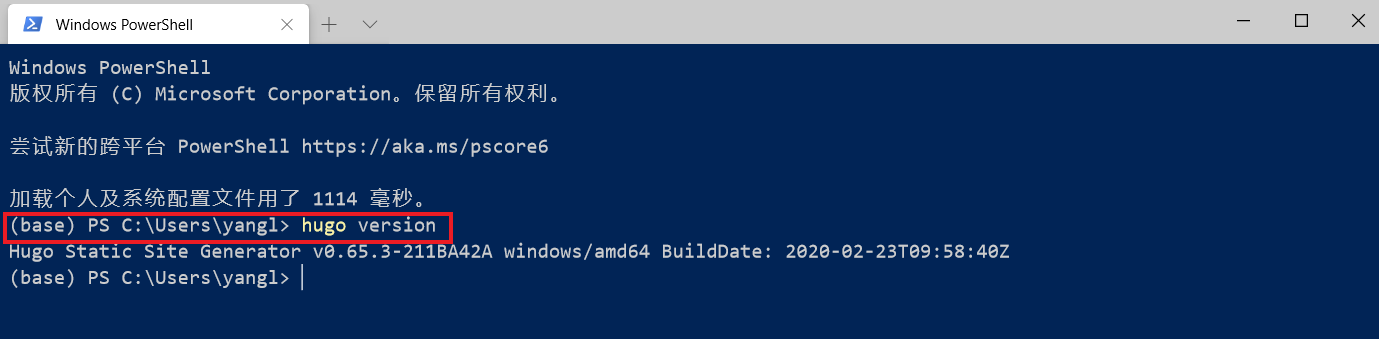 Windows PowerShell
Windows PowerShell
版权所有 (C) Microsoft Corporation。保留所有权利。
尝试新的跨平台 PowerShell https://aka.ms/pscore6
加载个人及系统配置文件用了 1114 毫秒。
(base) PS C:\Users\yangl> hugo version
Hugo Static Site Generator v0.65.3-211BA42A windows/amd64 BuildDate: 2020-02-23T09:58:40Z
(base) PS C:\Users\yangl>